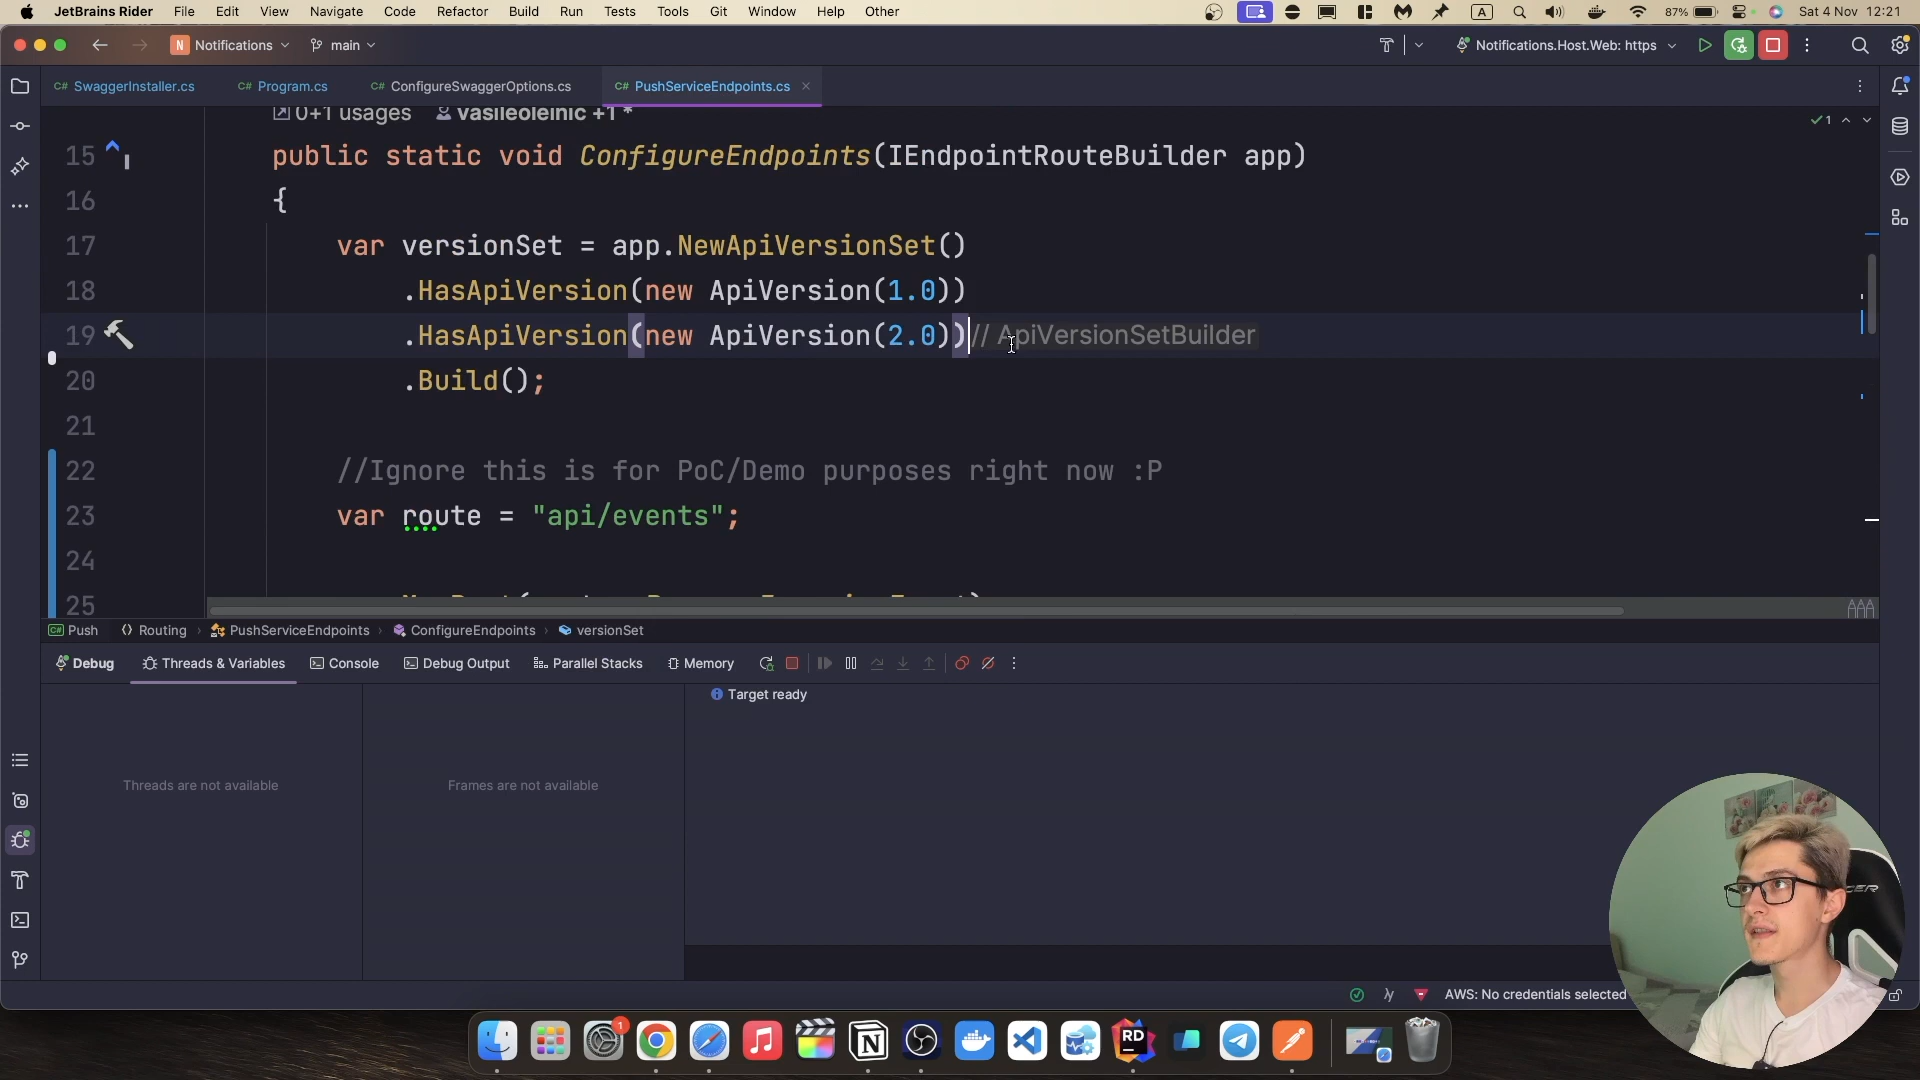 JetBrains Rider File Edit View Navigate Code Refactor Build Run Tests Tools Git Window Help Other A 87% Sat 4 Nov 12:21
N Notifications main Notifications.Host.Web: https
C# SwaggerInstaller.cs C# Program.cs C# ConfigureSwaggerOptions.cs C# PushServiceEndpoints.cs
0+1 usages vasileoleinic +1 *
1
15 public static void ConfigureEndpoints(IEndpointRouteBuilder app)
16 {
17 var versionSet = app.NewApiVersionSet()
18 .HasApiVersion(new ApiVersion(1.0))
19 .HasApiVersion(new ApiVersion(2.0))// ApiVersionSetBuilder
20 .Build();
21
22 //Ignore this is for PoC/Demo purposes right now :P
23 var route = "api/events";
24
25
C# Push Routing PushServiceEndpoints ConfigureEndpoints versionSet
Debug Threads & Variables Console Debug Output Parallel Stacks Memory
Target ready
Threads are not available Frames are not available
AWS: No credentials selected
1
RD